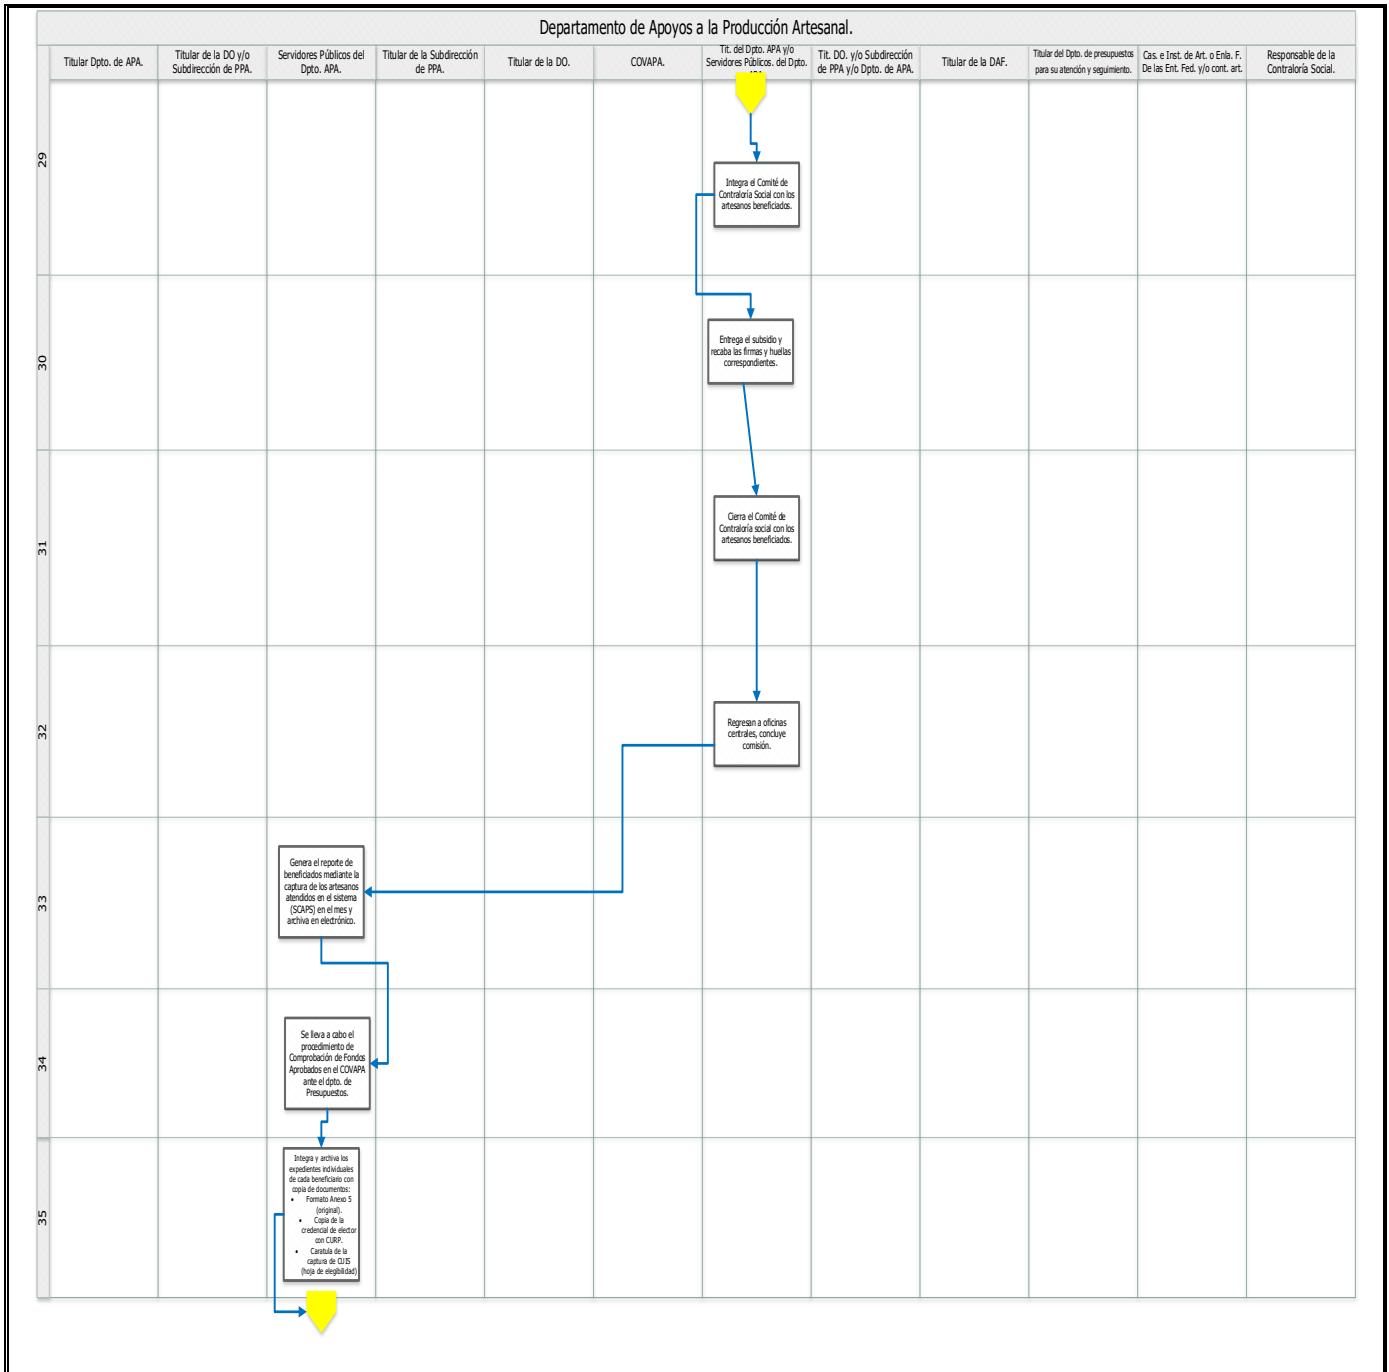 Departamento de Apoyos a la Producción Artesanal.
Titular Dpto. de APA.
Titular de la DO y/o
Subdirección de PPA.
Servidores Públicos del
Dpto. APA.
Titular de la Subdirección
de PPA.
Titular de la DO.
COVAPA.
Tit. del Dpto. APA y/o
Servidores Públicos. del Dpto.
Tit. DO. y/o Subdirección
de PPA y/o Dpto. de APA.
Titular de la DAF.
Titular del Dpto. de presupuestos
para su atención y seguimiento.
Cas. e Inst. de Art. o Enla. F.
De las Ent. Fed. y/o cont. art.
Responsable de la
Contraloría Social.
29
Integra el Comité de
Contraloría Social con los
artesanos beneficiados.
30
Entrega el subsidio y
recaba las firmas y huellas
correspondientes.
31
Cierra el Comité de
Contraloría social con los
artesanos beneficiados.
32
Regresan a oficinas
centrales, concluye
comisión.
33
Genera el reporte de
beneficiados mediante la
captura de los artesanos
atendidos en el sistema
(SCAPS) en el mes y
archiva en electrónico.
34
Se lleva a cabo el
procedimiento de
Comprobación de Fondos
Aprobados en el COVAPA
ante el dpto. de
Presupuestos.
35
Integra y archiva los
expedientes individuales
de cada beneficiario con
copia de documentos:
• Formato Anexo 5
(original).
• Copia de la
credencial de elector
con CURP.
• Caratula de la
captura de CUIS
(hoja de elegibilidad)